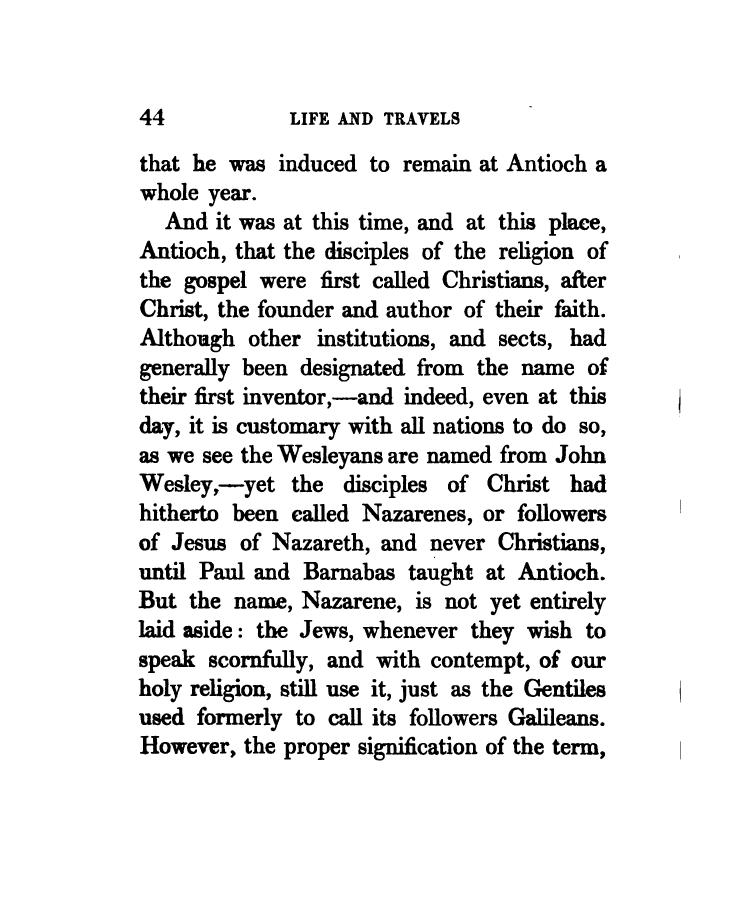 44 LIFE AND TRAVELS
that he was induced to remain at Antioch a
whole year.
And it was at this time, and at this place,
Antioch, that the disciples of the religion of
the gospel were first called Christians, after
Christ, the founder and author of their faith.
Although other institutions, and sects, had
generally been designated from the name of
their first inventor,—and indeed, even at this
day, it is customary with all nations to do so,
as we see the Wesleyans are named from John
Wesley,—yet the disciples of Christ had
hitherto been called Nazarenes, or followers
of Jesus of Nazareth, and never Christians,
until Paul and Barnabas taught at Antioch.
But the name, Nazarene, is not yet entirely
laid aside: the Jews, whenever they wish to
speak scornfully, and with contempt, of our
holy religion, still use it, just as the Gentiles
used formerly to call its followers Galileans.
However, the proper signification of the term,